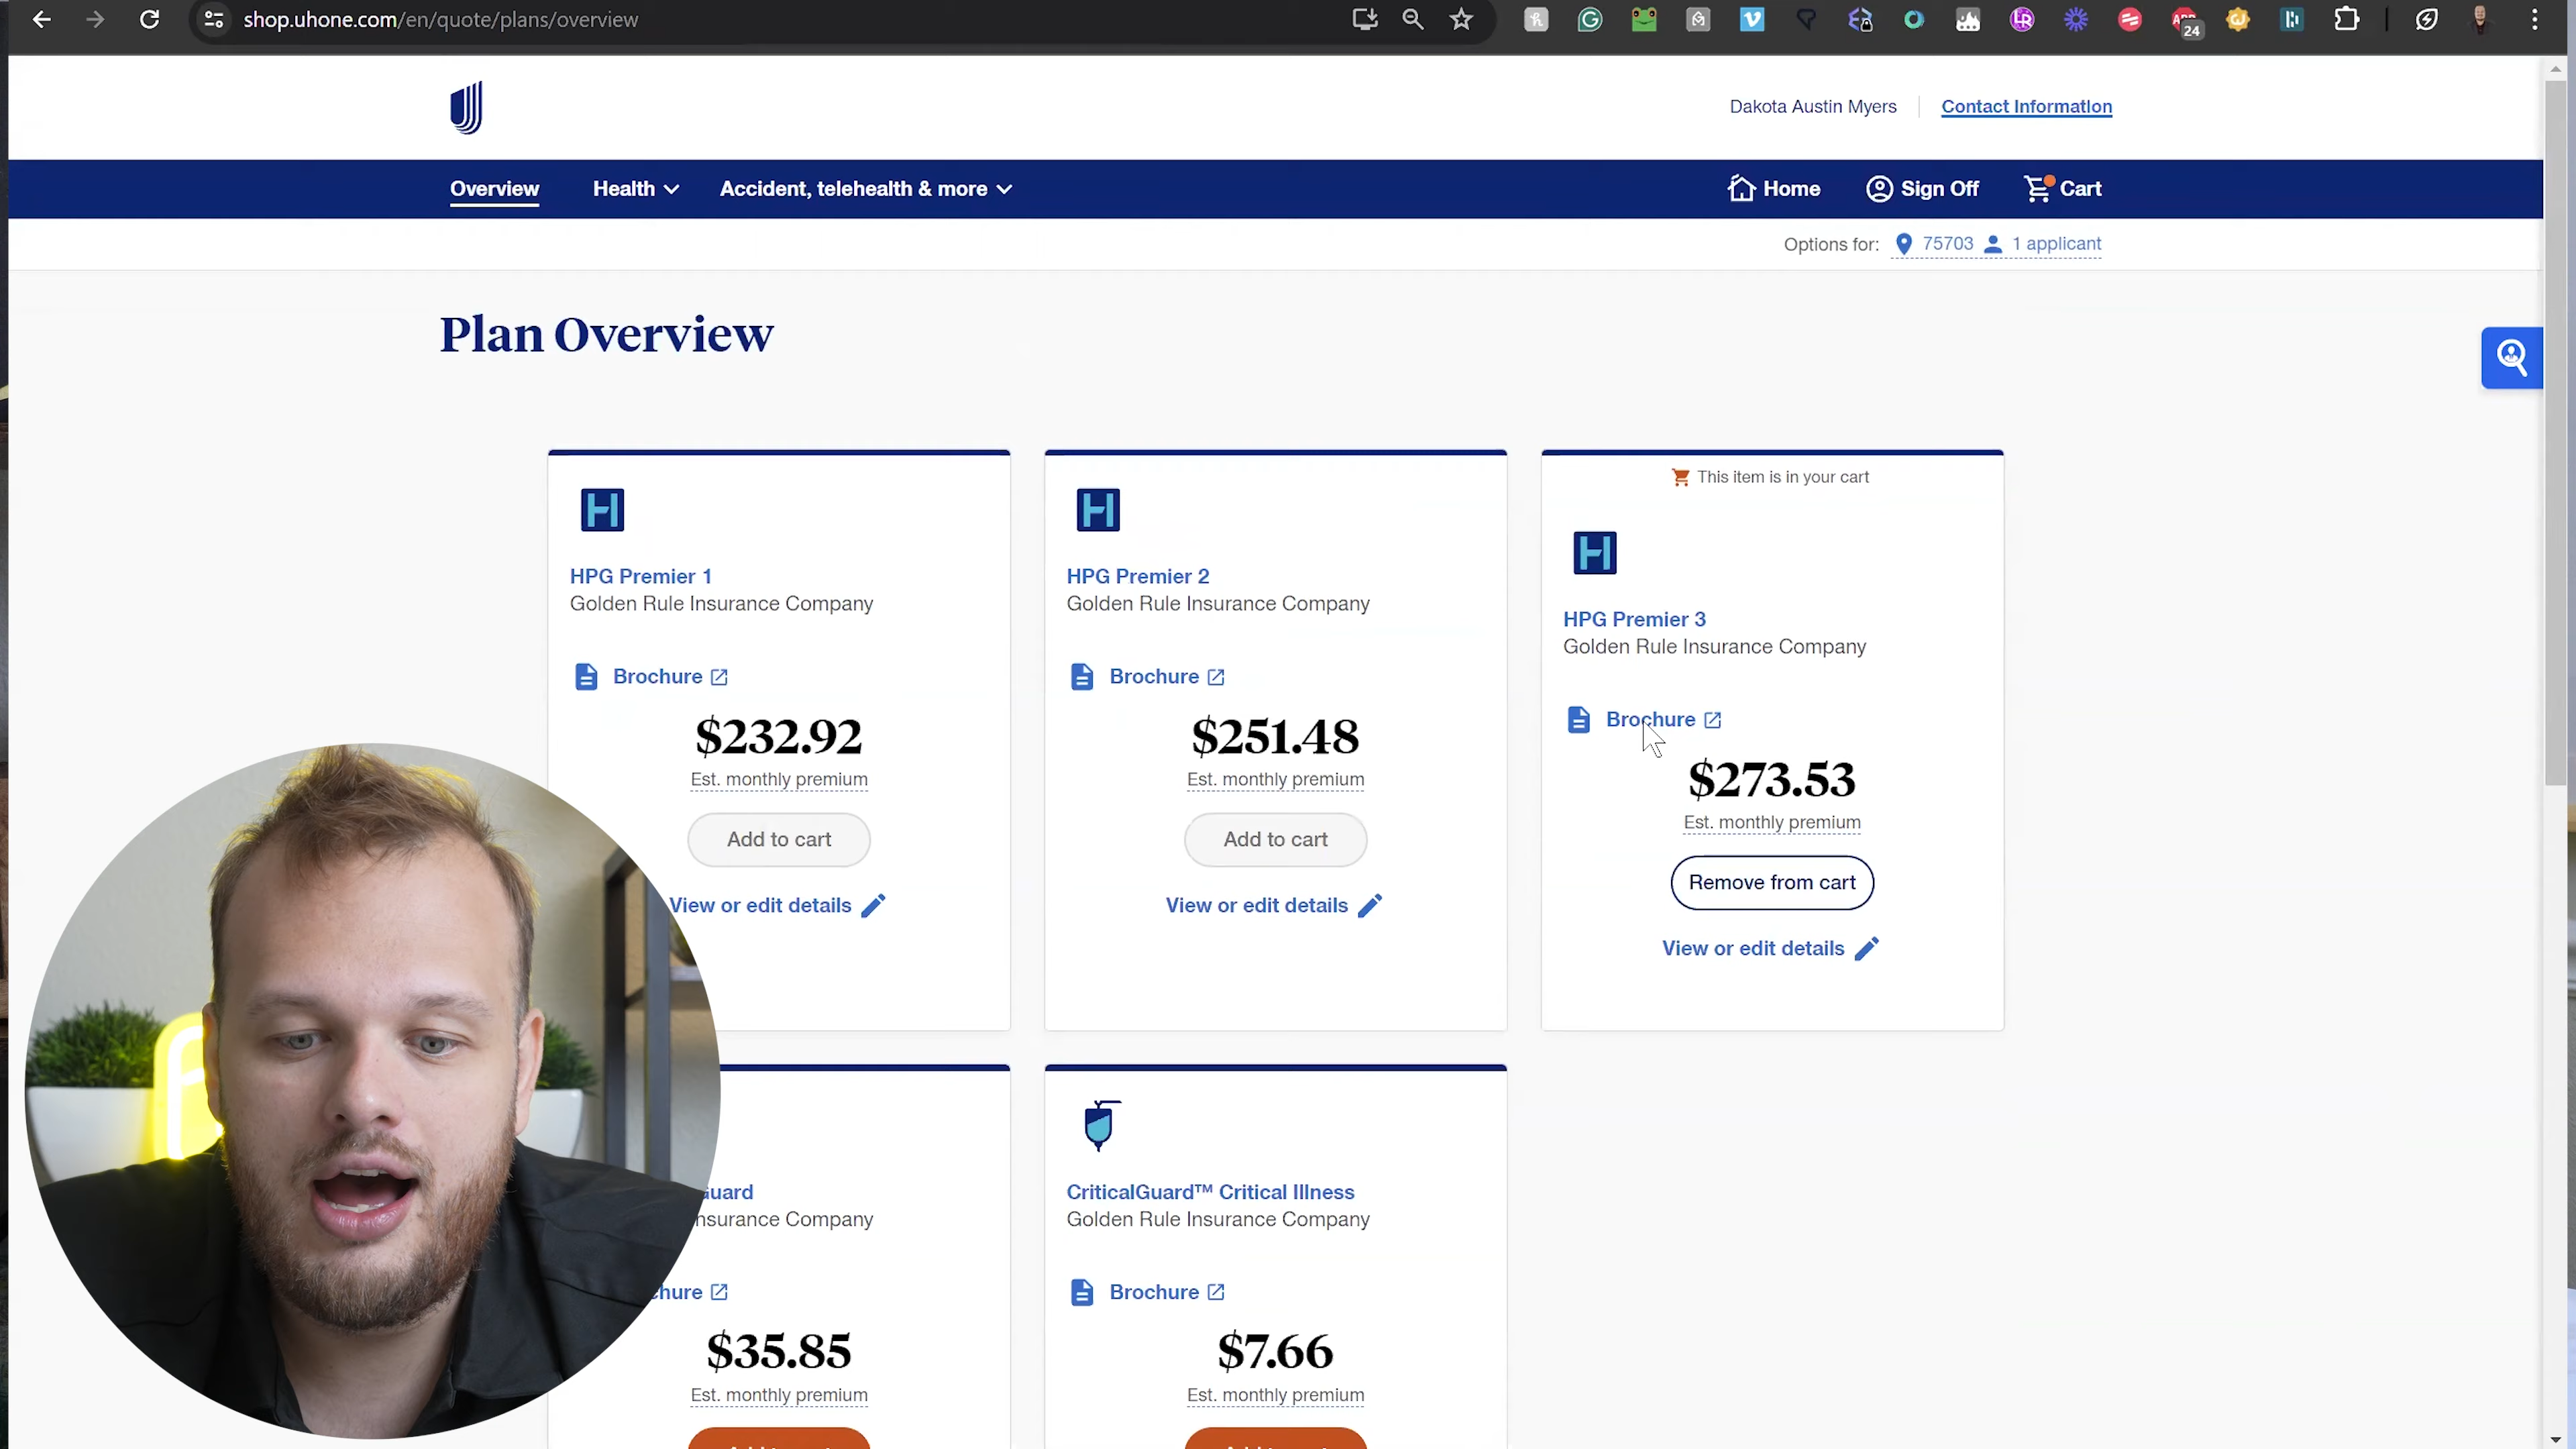 shop.uhone.com/en/quote/plans/overview
24
Dakota Austin Myers
Contact Information
Overview
Health
Accident, telehealth & more
Home
Sign Off
Cart
Options for:
75703
1 applicant
Plan Overview
HPG Premier 1
Golden Rule Insurance Company
Brochure
$232.92
Est. monthly premium
Add to cart
View or edit details
HPG Premier 2
Golden Rule Insurance Company
Brochure
$251.48
Est. monthly premium
Add to cart
View or edit details
This item is in your cart
HPG Premier 3
Golden Rule Insurance Company
Brochure
$273.53
Est. monthly premium
Remove from cart
View or edit details
Insurance Company
$35.85
Est. monthly premium
CriticalGuard™ Critical Illness
Golden Rule Insurance Company
Brochure
$7.66
Est. monthly premium